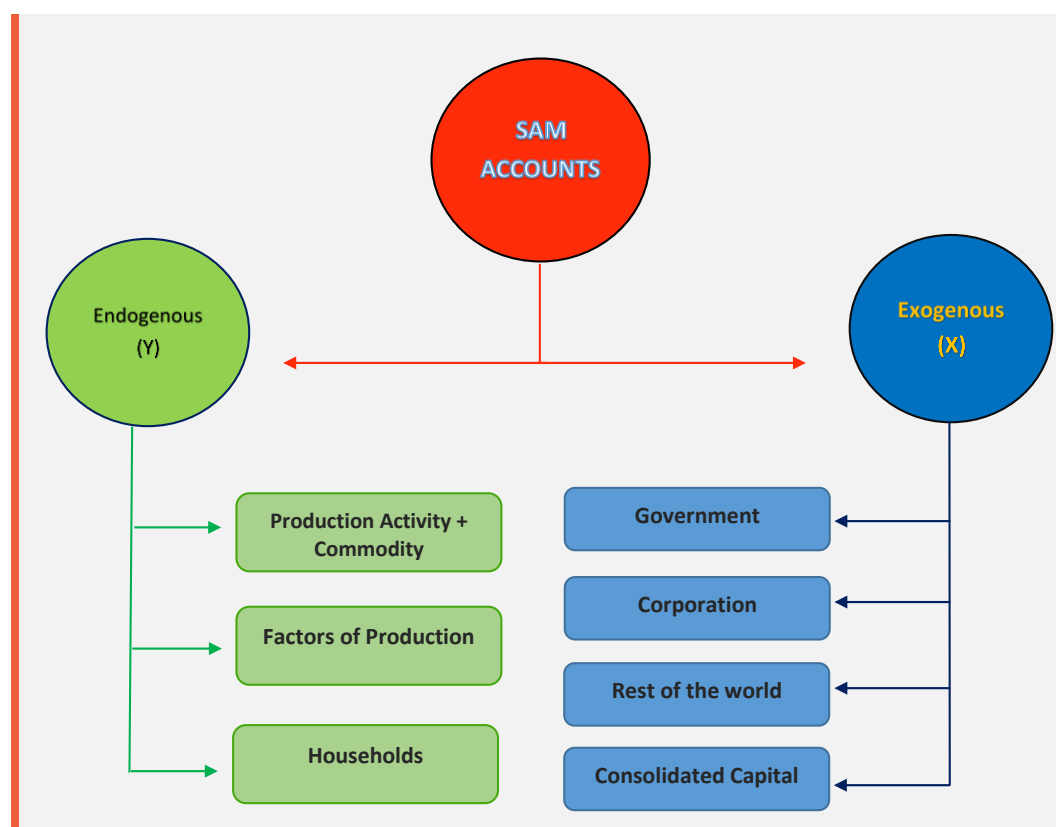 SAM
ACCOUNTS
Endogenous
(Y)
Exogenous
(X)
Production Activity +
Commodity
Factors of Production
Households
Government
Corporation
Rest of the world
Consolidated Capital